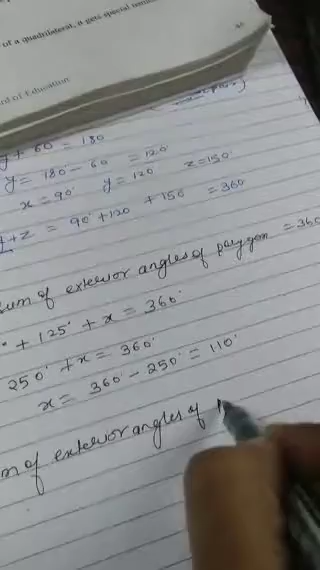 of a quadrilateral, it gets special
of Education
y + 60 = 180
y = 180° - 60 = 120°
x = 90° y = 120 z = 150°
y + z = 90° + 120 + 150 = 360
sum of exterior angles of polygon = 360
+ 125° + x = 360°
250° + x = 360°
x = 360° - 250° = 110°
of exterior angles of